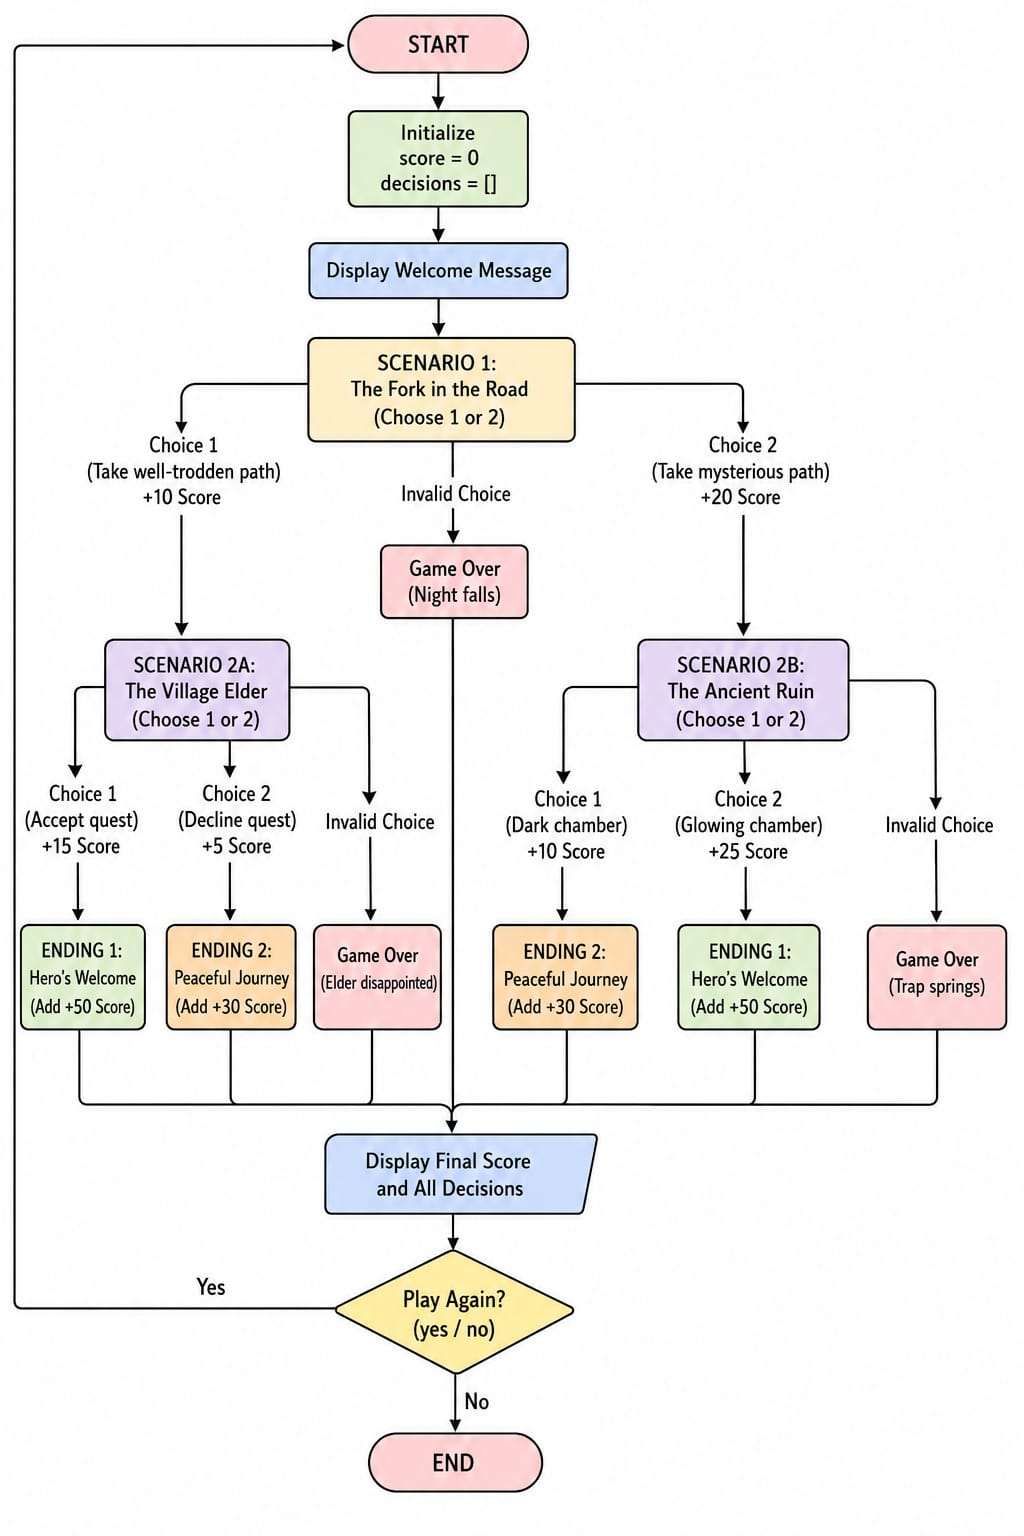 START
Initialize
score = 0
decisions = []
Display Welcome Message
SCENARIO 1:
The Fork in the Road
(Choose 1 or 2)
Choice 1
(Take well-trodden path)
+10 Score
Invalid Choice
Choice 2
(Take mysterious path)
+20 Score
Game Over
(Night falls)
SCENARIO 2A:
The Village Elder
(Choose 1 or 2)
SCENARIO 2B:
The Ancient Ruin
(Choose 1 or 2)
Choice 1
(Accept quest)
+15 Score
Choice 2
(Decline quest)
+5 Score
Invalid Choice
Choice 1
(Dark chamber)
+10 Score
Choice 2
(Glowing chamber)
+25 Score
Invalid Choice
ENDING 1:
Hero's Welcome
(Add +50 Score)
ENDING 2:
Peaceful Journey
(Add +30 Score)
Game Over
(Elder disappointed)
ENDING 2:
Peaceful Journey
(Add +30 Score)
ENDING 1:
Hero's Welcome
(Add +50 Score)
Game Over
(Trap springs)
Display Final Score
and All Decisions
Play Again?
(yes / no)
Yes
No
END